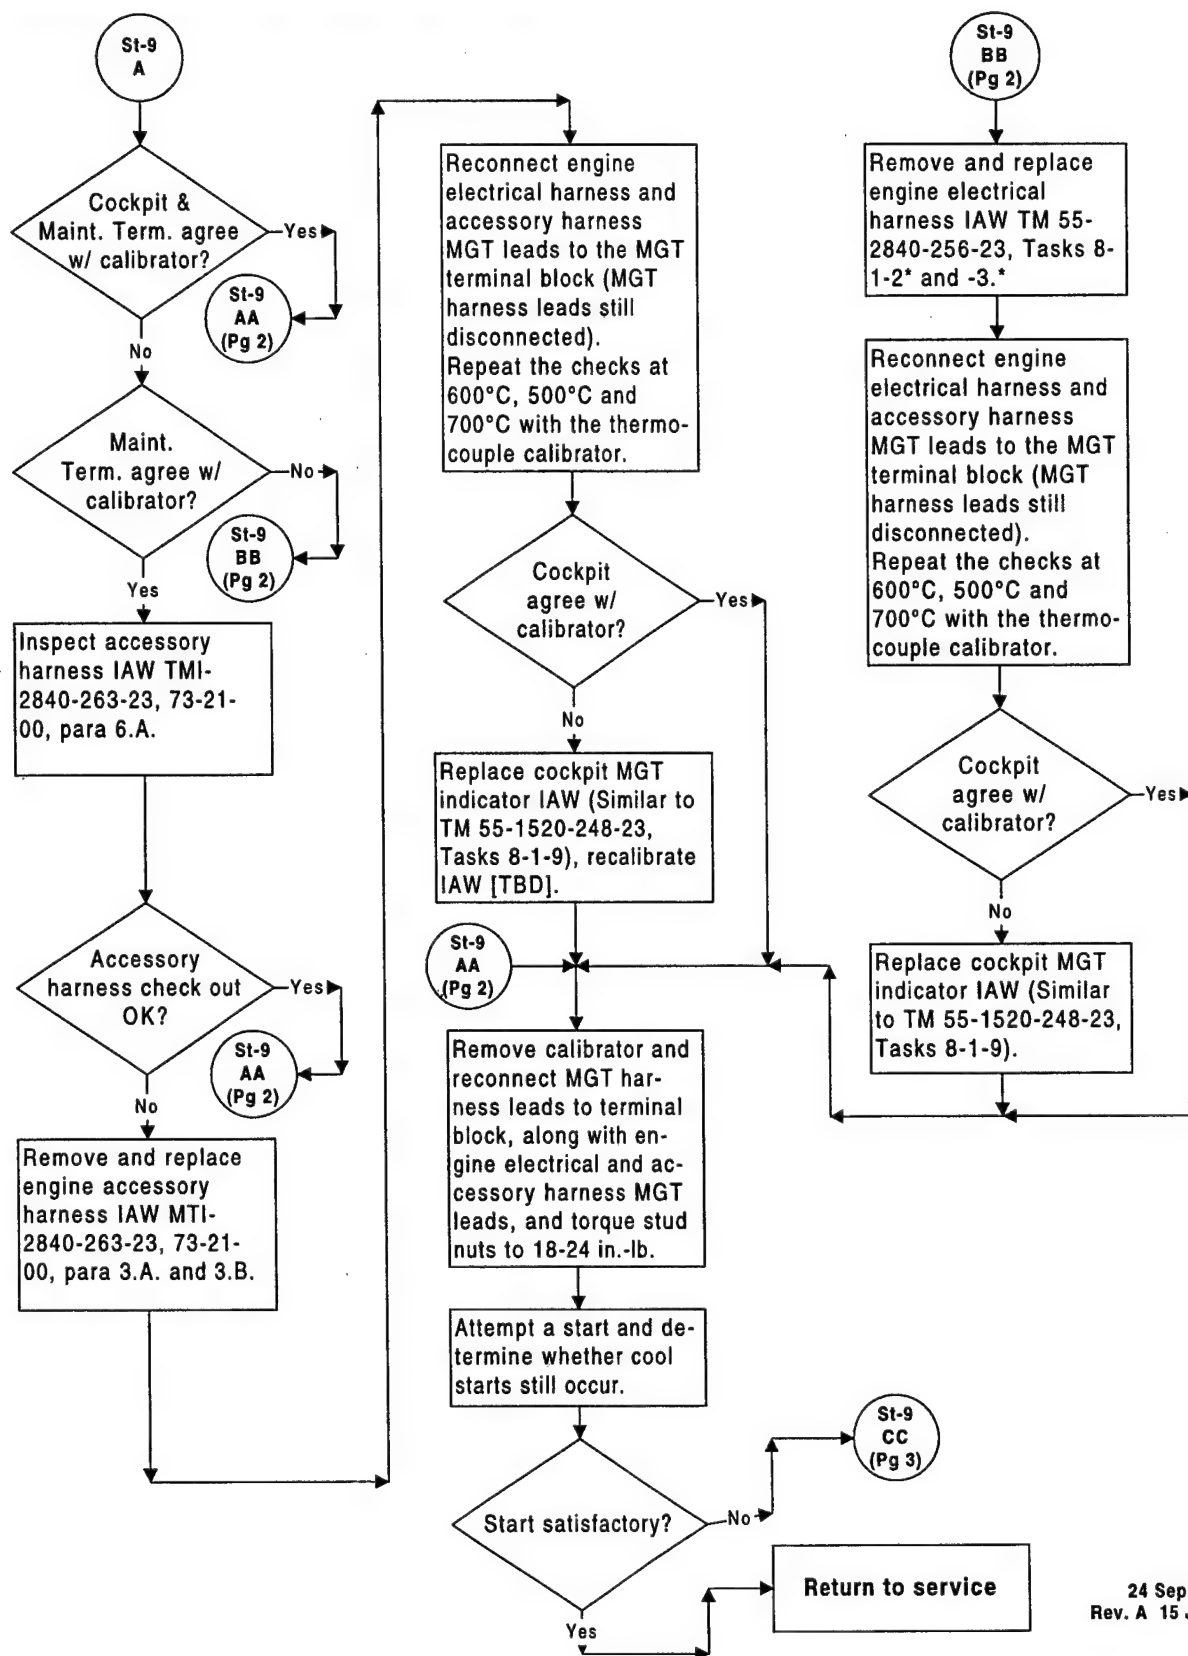 St-9
A
Cockpit &
Maint. Term. agree
w/ calibrator?
Yes
St-9
AA
(Pg 2)
No
Maint.
Term. agree w/
calibrator?
No
St-9
BB
(Pg 2)
Yes
Inspect accessory
harness IAW TMI-
2840-263-23, 73-21-
00, para 6.A.
Accessory
harness check out
OK?
Yes
St-9
AA
(Pg 2)
No
Remove and replace
engine accessory
harness IAW MTI-
2840-263-23, 73-21-
00, para 3.A. and 3.B.
Reconnect engine
electrical harness and
accessory harness
MGT leads to the MGT
terminal block (MGT
harness leads still
disconnected).
Repeat the checks at
600°C, 500°C and
700°C with the thermo-
couple calibrator.
Cockpit
agree w/
calibrator?
Yes
No
Replace cockpit MGT
indicator IAW (Similar to
TM 55-1520-248-23,
Tasks 8-1-9), recalibrate
IAW [TBD].
St-9
AA
(Pg 2)
Remove calibrator and
reconnect MGT har-
ness leads to terminal
block, along with en-
gine electrical and ac-
cessory harness MGT
leads, and torque stud
nuts to 18-24 in.-lb.
Attempt a start and de-
termine whether cool
starts still occur.
Start satisfactory?
No
St-9
CC
(Pg 3)
Yes
Return to service
St-9
BB
(Pg 2)
Remove and replace
engine electrical
harness IAW TM 55-
2840-256-23, Tasks 8-
1-2* and -3.*
Reconnect engine
electrical harness and
accessory harness
MGT leads to the MGT
terminal block (MGT
harness leads still
disconnected).
Repeat the checks at
600°C, 500°C and
700°C with the thermo-
couple calibrator.
Cockpit
agree w/
calibrator?
Yes
No
Replace cockpit MGT
indicator IAW (Similar
to TM 55-1520-248-23,
Tasks 8-1-9).
24 Sep
Rev. A 15